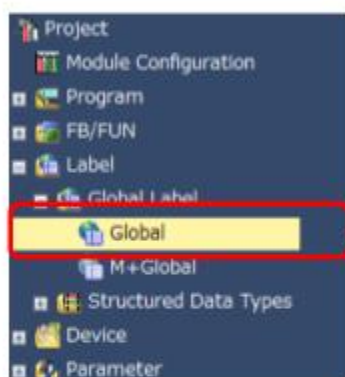 Project
Module Configuration
Program
FB/FUN
Label
Global Label
Global
M+Global
Structured Data Types
Device
Parameter